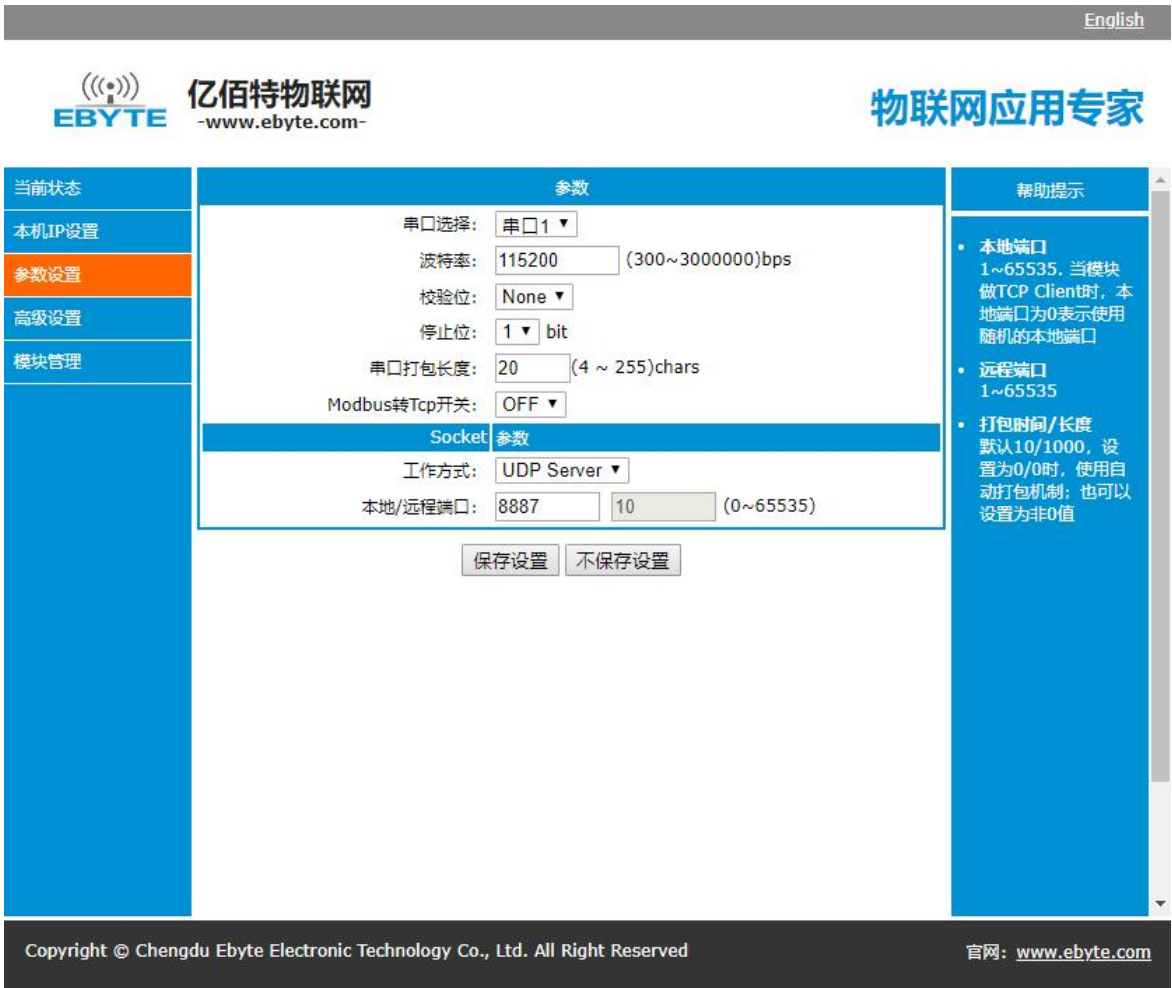 English
EBYTE
亿佰特物联网
-www.ebyte.com-
物联网应用专家
当前状态
本机IP设置
参数设置
高级设置
模块管理
参数
串口选择: 串口1
波特率: 115200 (300~3000000)bps
校验位: None
停止位: 1 bit
串口打包长度: 20 (4 ~ 255)chars
Modbus转Tcp开关: OFF
Socket 参数
工作方式: UDP Server
本地/远程端口: 8887 10 (0~65535)
保存设置 不保存设置
帮助提示
• 本地端口
1~65535. 当模块
做TCP Client时，本
地端口为0表示使用
随机的本地端口
• 远程端口
1~65535
• 打包时间/长度
默认10/1000，设
置为0/0时，使用自
动打包机制；也可以
设置为非0值
Copyright © Chengdu Ebyte Electronic Technology Co., Ltd. All Right Reserved
官网: www.ebyte.com